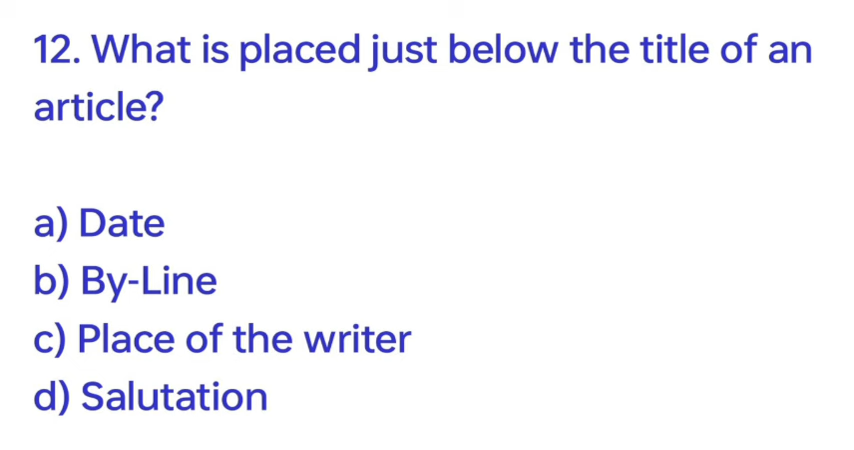 12. What is placed just below the title of an
article?
a) Date
b) By-Line
c) Place of the writer
d) Salutation